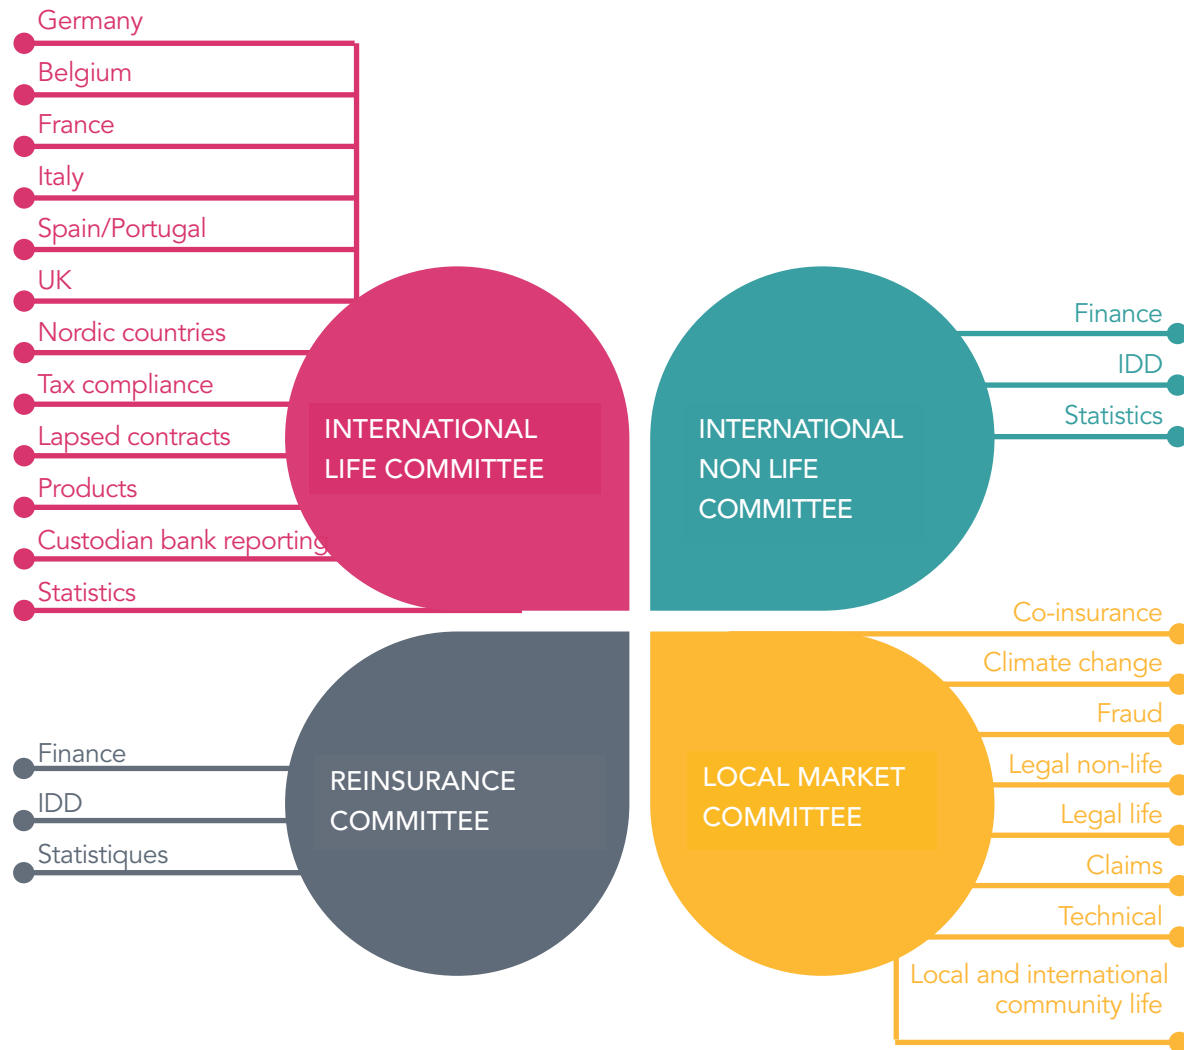 Germany
Belgium
France
Italy
Spain/Portugal
UK
Nordic countries
Tax compliance
Lapsed contracts
Products
Custodian bank reporting
Statistics
INTERNATIONAL
LIFE COMMITTEE
INTERNATIONAL
NON LIFE
COMMITTEE
Finance
IDD
Statistics
Finance
IDD
Statistiques
REINSURANCE
COMMITTEE
LOCAL MARKET
COMMITTEE
Co-insurance
Climate change
Fraud
Legal non-life
Legal life
Claims
Technical
Local and international
community life